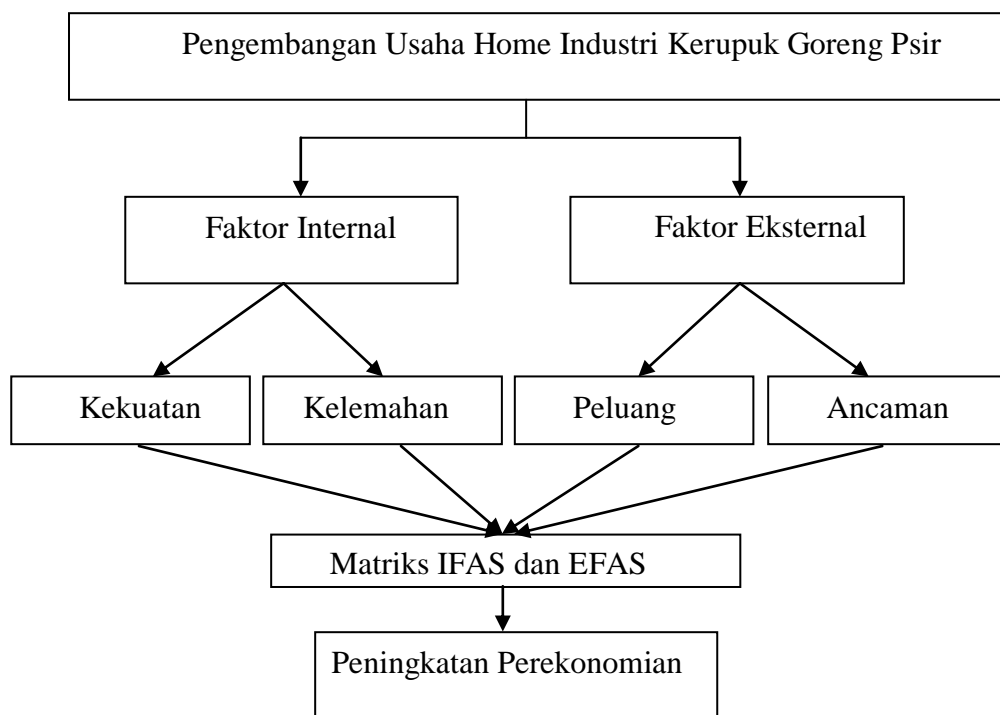 Pengembangan Usaha Home Industri Kerupuk Goreng Psir
Faktor Internal
Faktor Eksternal
Kekuatan
Kelemahan
Peluang
Ancaman
Matriks IFAS dan EFAS
Peningkatan Perekonomian